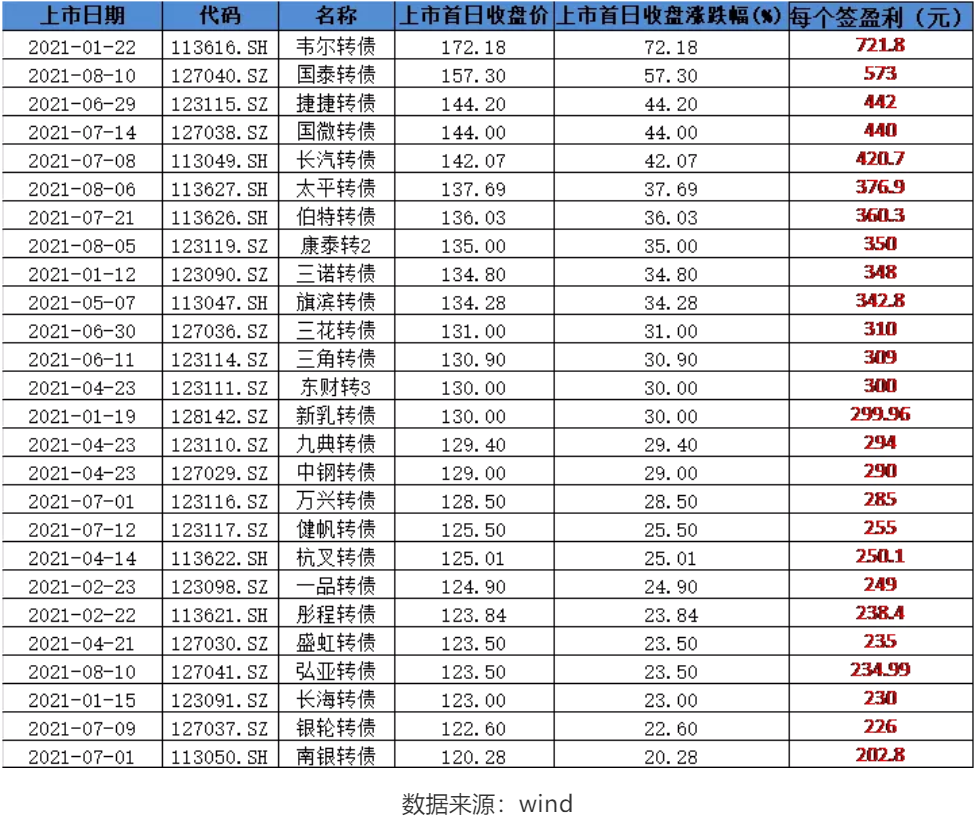 上市日期 代码 名称 上市首日收盘价 上市首日收盘涨跌幅(%) 每个签盈利（元）
2021-01-22 113616.SH 韦尔转债 172.18 72.18 721.8
2021-08-10 127040.SZ 国泰转债 157.30 57.30 573
2021-06-29 123115.SZ 捷捷转债 144.20 44.20 442
2021-07-14 127038.SZ 国微转债 144.00 44.00 440
2021-07-08 113049.SH 长汽转债 142.07 42.07 420.7
2021-08-06 113627.SH 太平转债 137.69 37.69 376.9
2021-07-21 113626.SH 伯特转债 136.03 36.03 360.3
2021-08-05 123119.SZ 康泰转2 135.00 35.00 350
2021-01-12 123090.SZ 三诺转债 134.80 34.80 348
2021-05-07 113047.SH 旗滨转债 134.28 34.28 342.8
2021-06-30 127036.SZ 三花转债 131.00 31.00 310
2021-06-11 123114.SZ 三角转债 130.90 30.90 309
2021-04-23 123111.SZ 东财转3 130.00 30.00 300
2021-01-19 128142.SZ 新乳转债 130.00 30.00 299.96
2021-04-23 123110.SZ 九典转债 129.40 29.40 294
2021-04-23 127029.SZ 中钢转债 129.00 29.00 290
2021-07-01 123116.SZ 万兴转债 128.50 28.50 285
2021-07-12 123117.SZ 健帆转债 125.50 25.50 255
2021-04-14 113622.SH 杭叉转债 125.01 25.01 250.1
2021-02-23 123098.SZ 一品转债 124.90 24.90 249
2021-02-22 113621.SH 彤程转债 123.84 23.84 238.4
2021-04-21 127030.SZ 盛虹转债 123.50 23.50 235
2021-08-10 127041.SZ 弘亚转债 123.50 23.50 234.99
2021-01-15 123091.SZ 长海转债 123.00 23.00 230
2021-07-09 127037.SZ 银轮转债 122.60 22.60 226
2021-07-01 113050.SH 南银转债 120.28 20.28 202.8
数据来源：wind